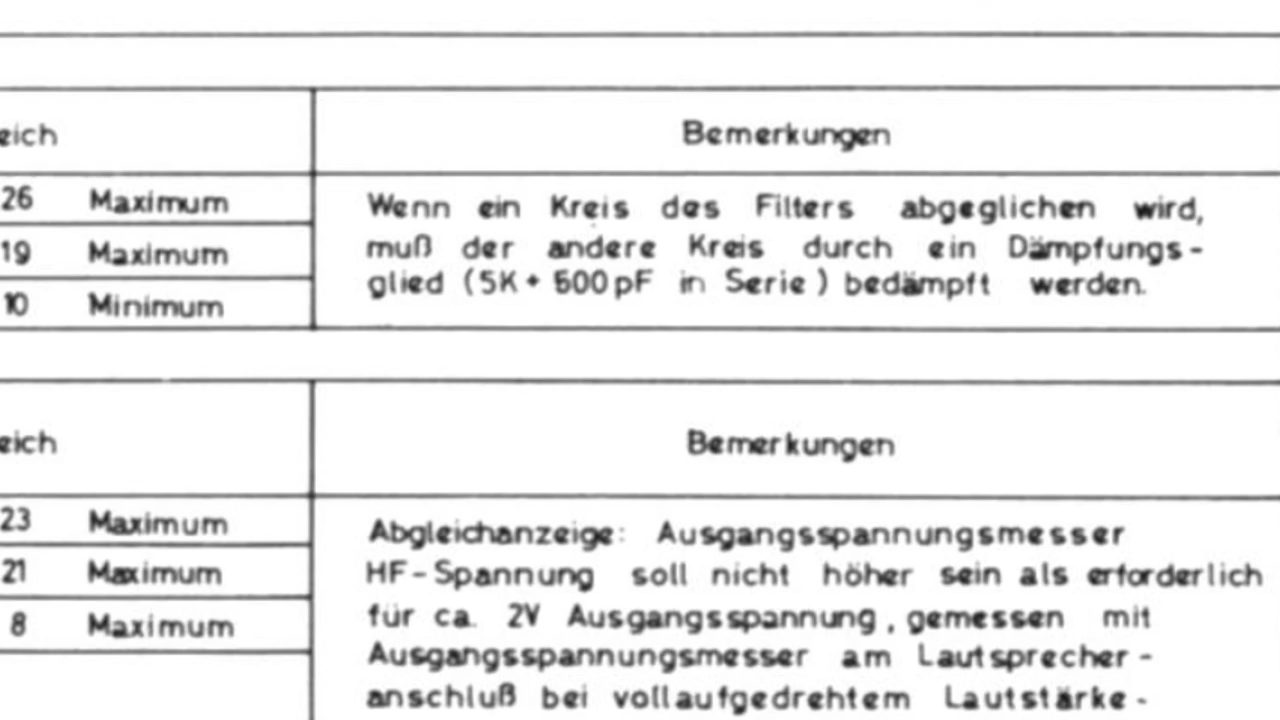 eich Bemerkungen
26 Maximum
19 Maximum
10 Minimum
Wenn ein Kreis des Filters abgeglichen wird,
muß der andere Kreis durch ein Dämpfungs-
glied (5K + 500pF in Serie) bedämpft werden.
eich Bemerkungen
23 Maximum
21 Maximum
8 Maximum
Abgleichanzeige: Ausgangsspannungsmesser
HF-Spannung soll nicht höher sein als erforderlich
für ca. 2V Ausgangsspannung, gemessen mit
Ausgangsspannungsmesser am Lautsprecher-
anschluß bei vollaufgedrehtem Lautstärke-